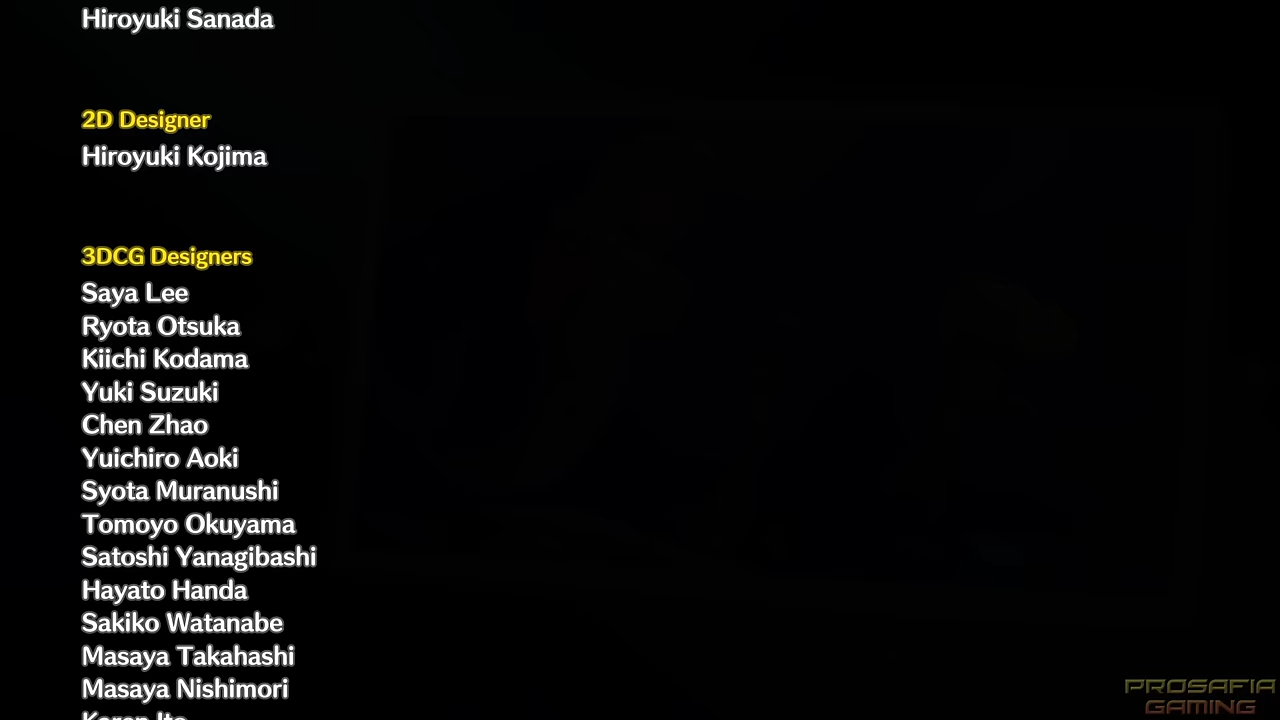 Hiroyuki Sanada
2D Designer
Hiroyuki Kojima
3DCG Designers
Saya Lee
Ryota Otsuka
Kiichi Kodama
Yuki Suzuki
Chen Zhao
Yuichiro Aoki
Syota Muranushi
Tomoyo Okuyama
Satoshi Yanagibashi
Hayato Handa
Sakiko Watanabe
Masaya Takahashi
Masaya Nishimori
PROSAFIA
GAMING